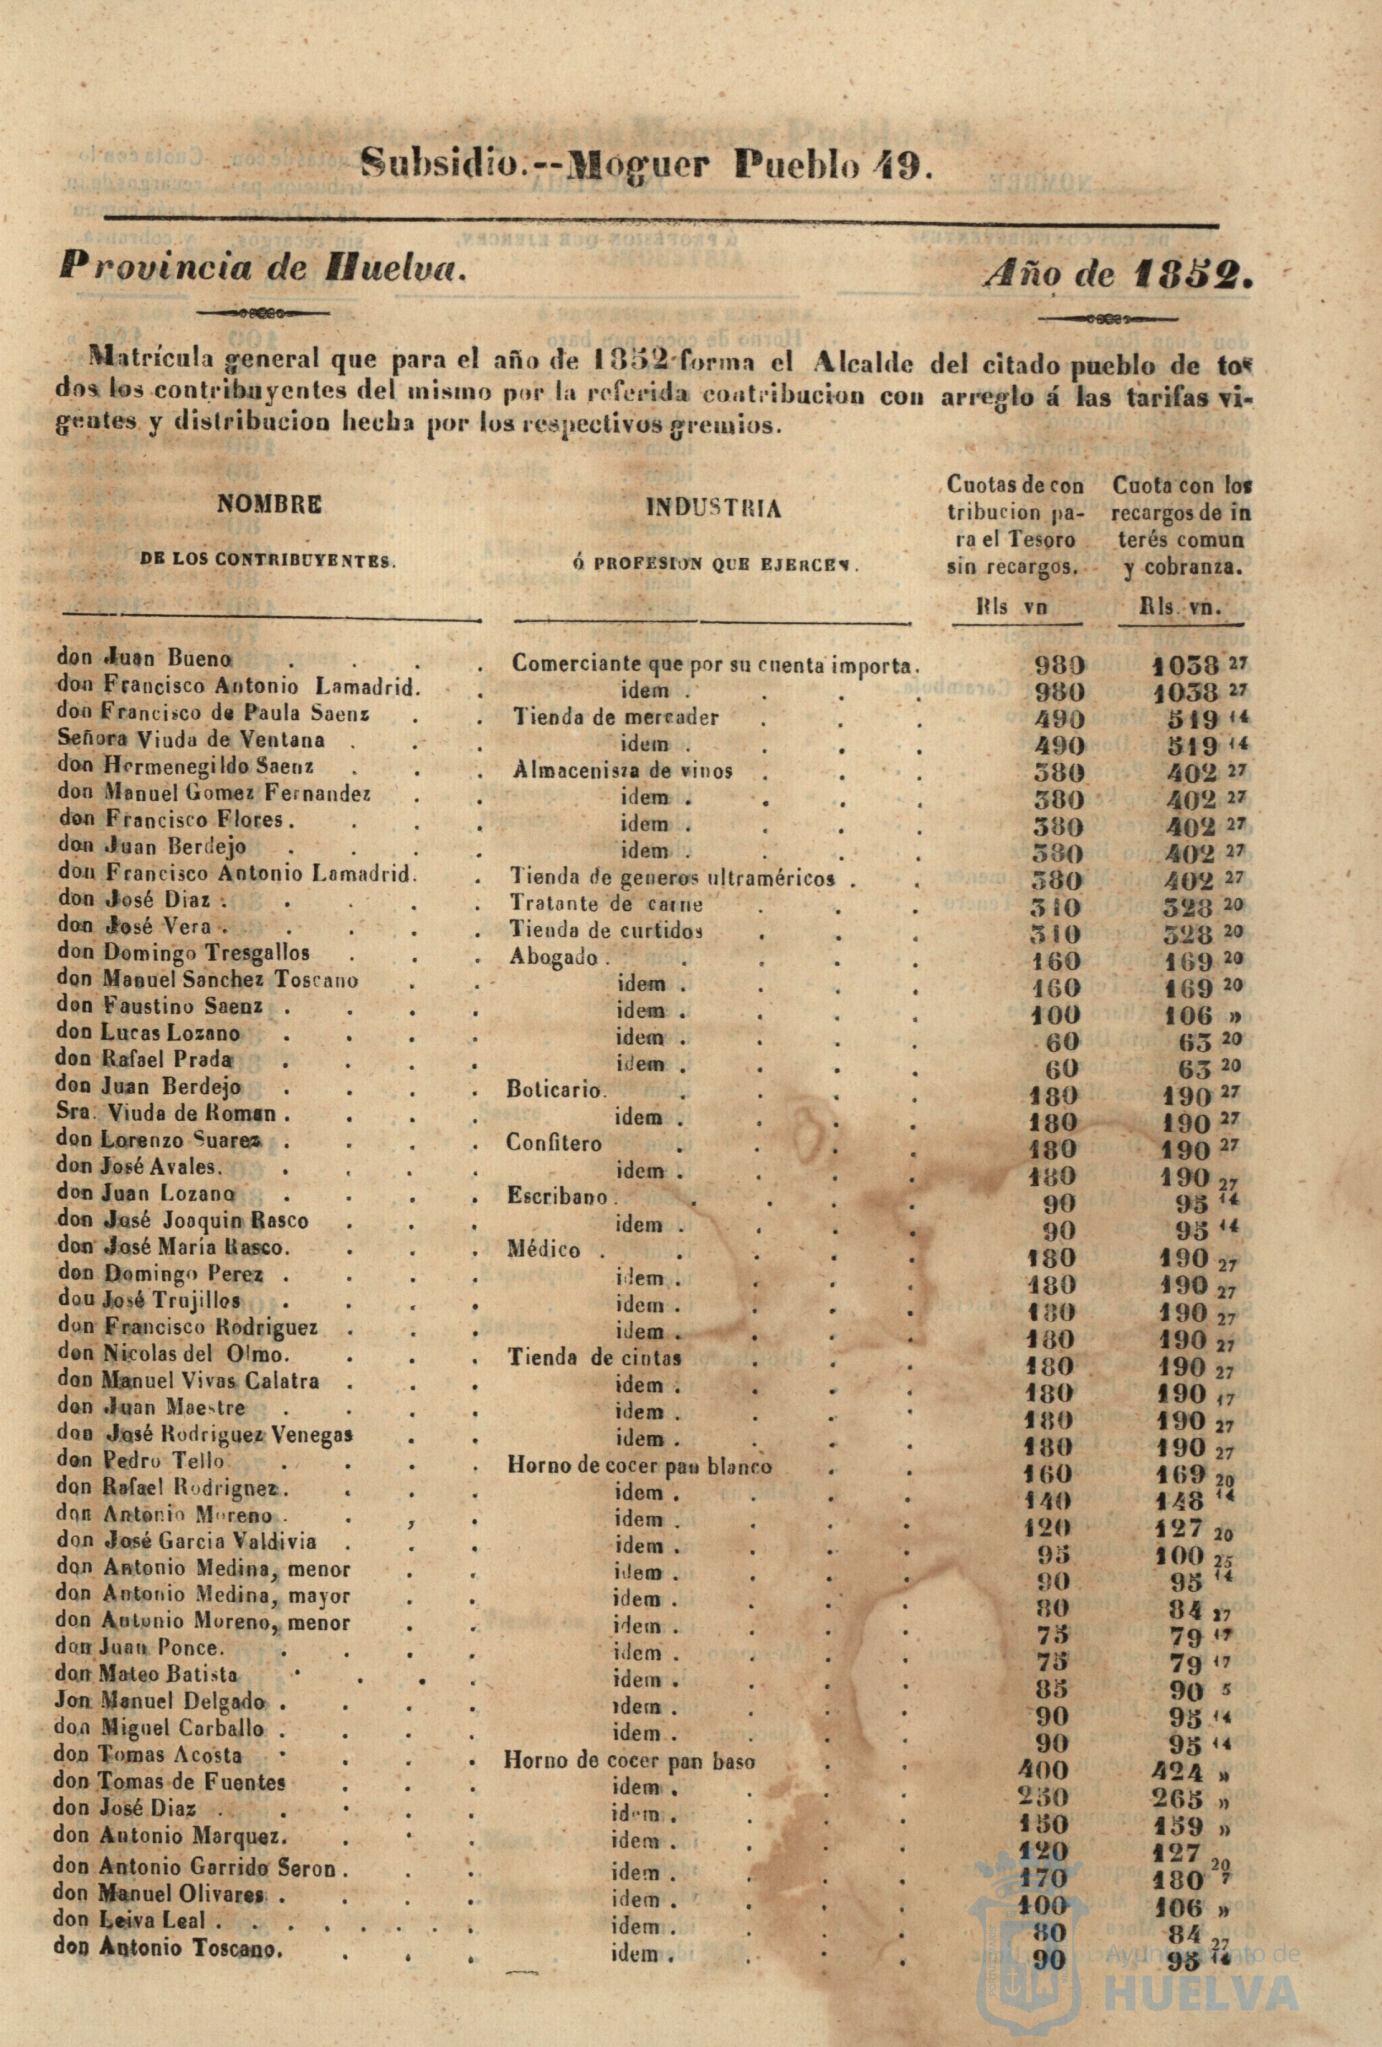 Subsidio.--Moguer Pueblo 49.
Provincia de Huelva.
Año de 1852.
Matrícula general que para el año de 1852 forma el Alcalde del citado pueblo de to-
dos los contribuyentes del mismo por la referida contribucion con arreglo á las tarifas vi-
gentes y distribucion hecha por los respectivos gremios.
NOMBRE
DE LOS CONTRIBUYENTES.
INDUSTRIA
Ó PROFESION QUE EJERCEN.
Cuotas de con
tribucion pa-
ra el Tesoro
sin recargos.
Rls vn
Cuota con los
recargos de in
terés comun
y cobranza.
Rls. vn.
don Juan Bueno . . . . Comerciante que por su cuenta importa. 980 1038 27
don Francisco Antonio Lamadrid. . idem . . . . 980 1038 27
don Francisco de Paula Saenz . . Tienda de mercader . . . 490 519 14
Señora Viuda de Ventana . . . idem . . . . 490 519 14
don Hermenegildo Saenz . . . Almacenista de vinos . . . 380 402 27
don Manuel Gomez Fernandez . . idem . . . . 380 402 27
don Francisco Flores. . . . idem . . . . 380 402 27
don Juan Berdejo . . . . idem . . . . 380 402 27
don Francisco Antonio Lamadrid. . Tienda de generos ultraméricos . . 380 402 27
don José Diaz . . . . . Tratante de carne . . . 310 328 20
don José Vera . . . . . Tienda de curtidos . . . 310 328 20
don Domingo Tresgallos . . . Abogado . . . . . 160 169 20
don Manuel Sanchez Toscano . . idem . . . . 160 169 20
don Faustino Saenz . . . . idem . . . . 100 106 »
don Lucas Lozano . . . . idem . . . . 60 63 20
don Rafael Prada . . . . idem . . . . 60 63 20
don Juan Berdejo . . . . Boticario. . . . . 180 190 27
Sra. Viuda de Roman . . . . idem . . . . 180 190 27
don Lorenzo Suarez . . . . Confitero . . . . 180 190 27
don José Avales. . . . . idem . . . . 180 190 27
don Juan Lozano . . . . Escribano . . . . . 90 95 14
don José Joaquin Rasco . . . idem . . . . 90 95 14
don José Maria Rasco. . . . Médico . . . . . 180 190 27
don Domingo Perez . . . . idem . . . . 180 190 27
dou José Trujillos . . . . idem . . . . 180 190 27
don Francisco Rodriguez . . . idem . . . . 180 190 27
don Nicolas del Olmo. . . . Tienda de cintas . . . 180 190 27
don Manuel Vivas Calatra . . . idem . . . . 180 190 17
don Juan Maestre . . . . idem . . . . 180 190 27
don José Rodriguez Venegas . . idem . . . . 180 190 27
don Pedro Tello . . . . Horno de cocer pan blanco . . 160 169 20
don Rafael Rodrignez. . . . idem . . . . 140 148 14
don Antonio Moreno . . , . idem . . . . 120 127 20
don José Garcia Valdivia . . . idem . . . . 95 100 25
don Antonio Medina, menor . . idem . . . . 90 95 14
don Antonio Medina, mayor . . idem . . . . 80 84 27
don Antonio Moreno, menor . . idem . . . . 75 79 17
don Juan Ponce. . . . . idem . . . . 75 79 17
don Mateo Batista . . . . idem . . . . 85 90 5
Jon Manuel Delgado . . . . idem . . . . 90 95 14
don Miguel Carballo . . . . idem . . . . 90 95 14
don Tomas Acosta . . . . Horno de cocer pan baso . . 400 424 »
don Tomas de Fuentes . . . idem . . . . 250 265 »
don José Diaz . . . . . idem . . . . 150 159 »
don Antonio Marquez. . . . idem . . . . 120 127 20
don Antonio Garrido Seron . . . idem . . . . 170 180 7
don Manuel Olivares . . . . idem . . . . 100 106 »
don Leiva Leal . . . . . . . . idem . . . . 80 84 27
don Antonio Toscano. . . . idem . . . . 90 95 14
Ayuntamiento de
HUELVA